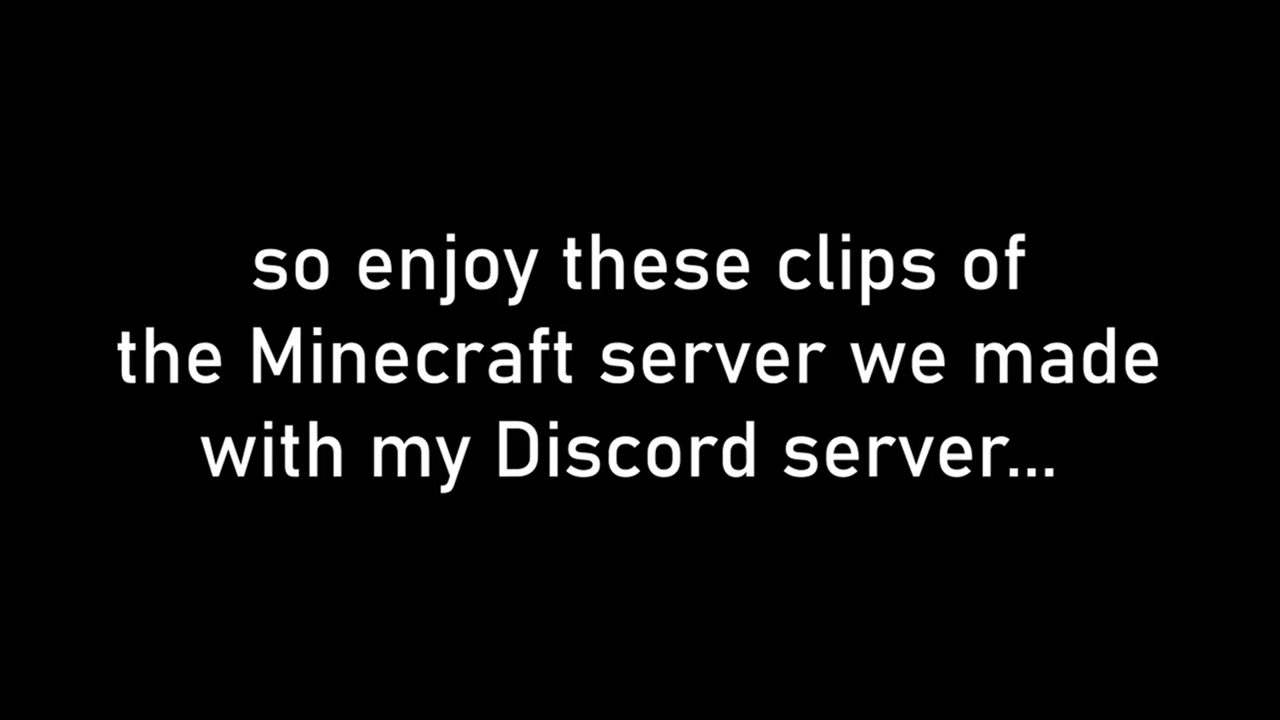 so enjoy these clips of
the Minecraft server we made
with my Discord server...